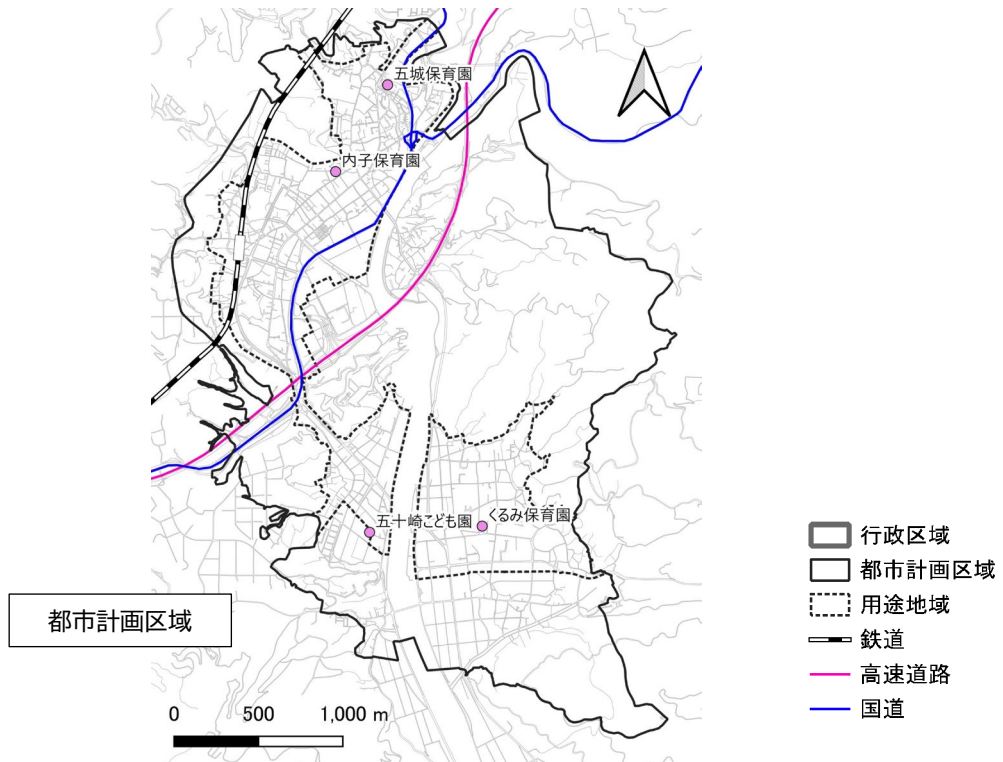 五城保育園
内子保育園
五十崎こども園
くるみ保育園
都市計画区域
0 500 1,000 m
行政区域
都市計画区域
用途地域
鉄道
高速道路
国道